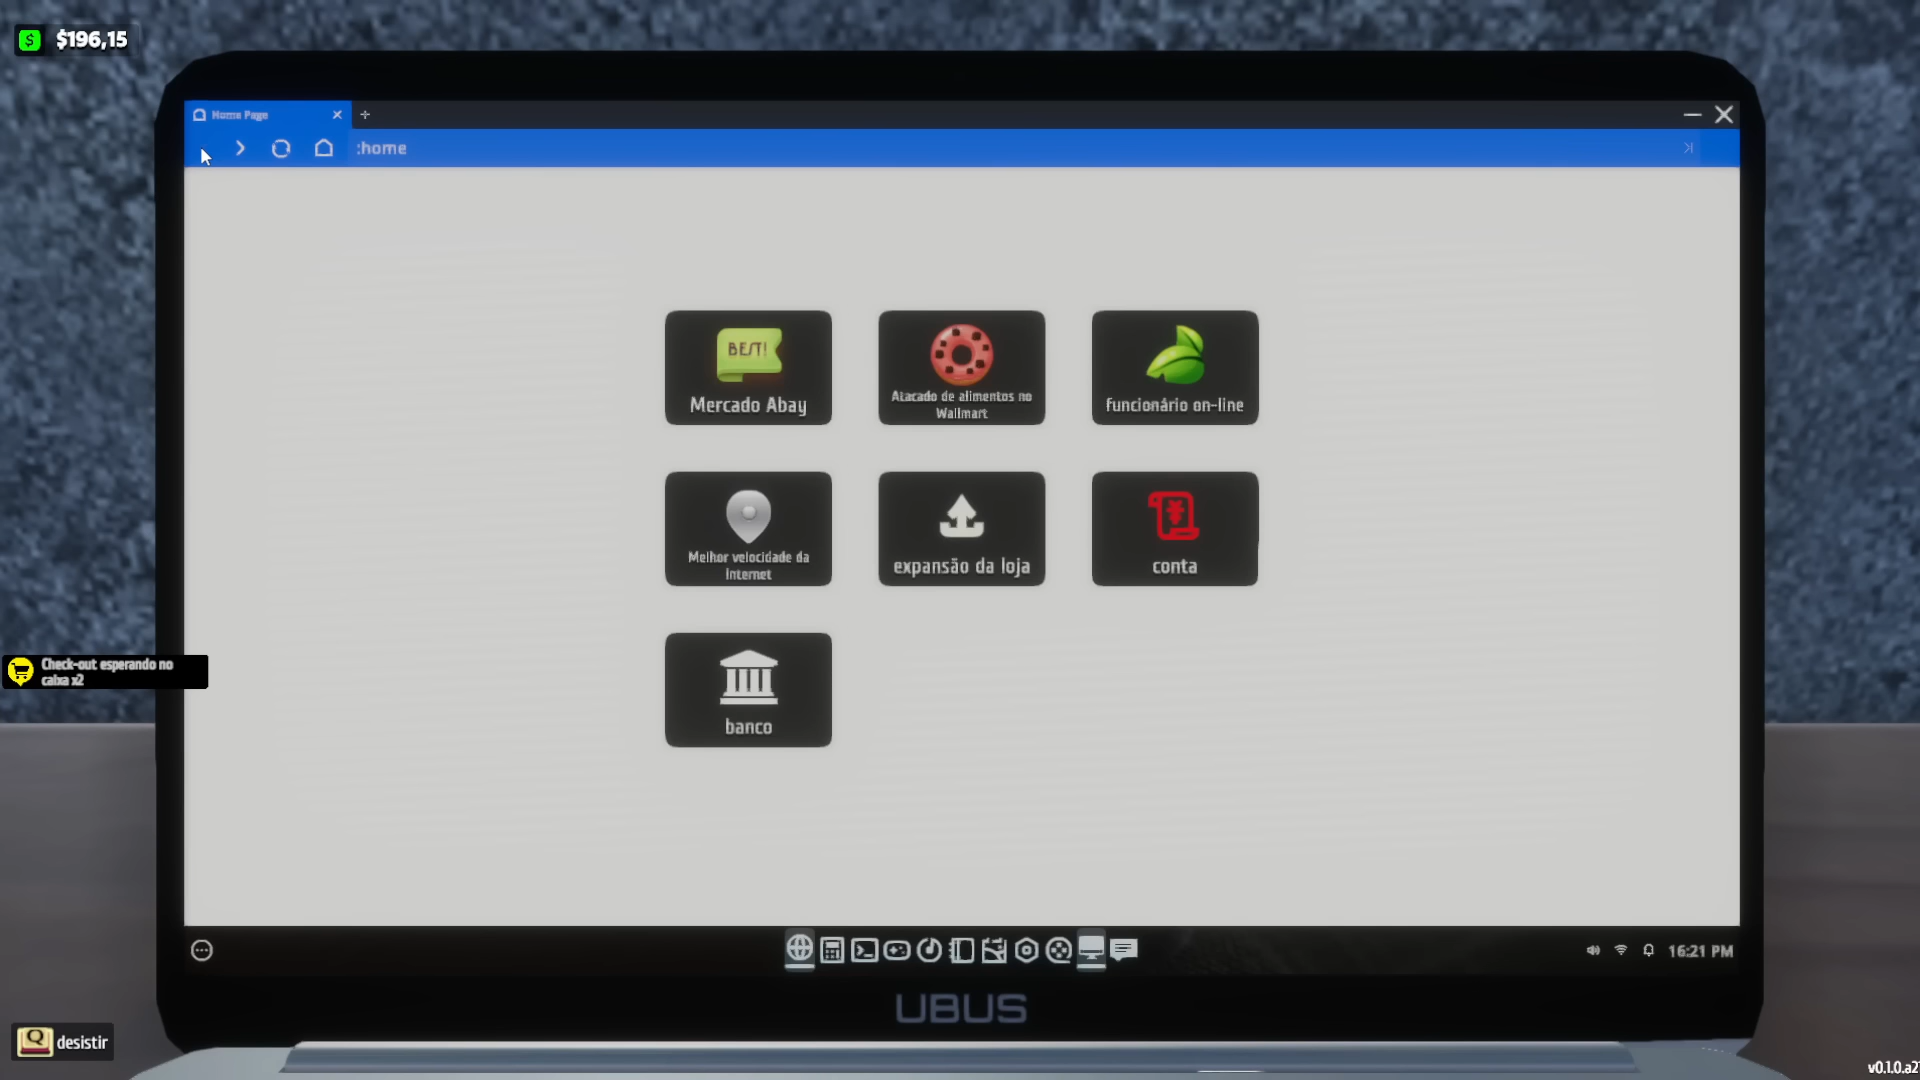 $196,15
Home Page
:home
BEST!
Mercado Abay
Atacado de alimentos no
Wallmart
funcionário on-line
Melhor velocidade da
Internet
expansão da loja
conta
banco
Check-out esperando no
caixa x2
16:21 PM
UBUS
Q desistir
v0.1.0.a2